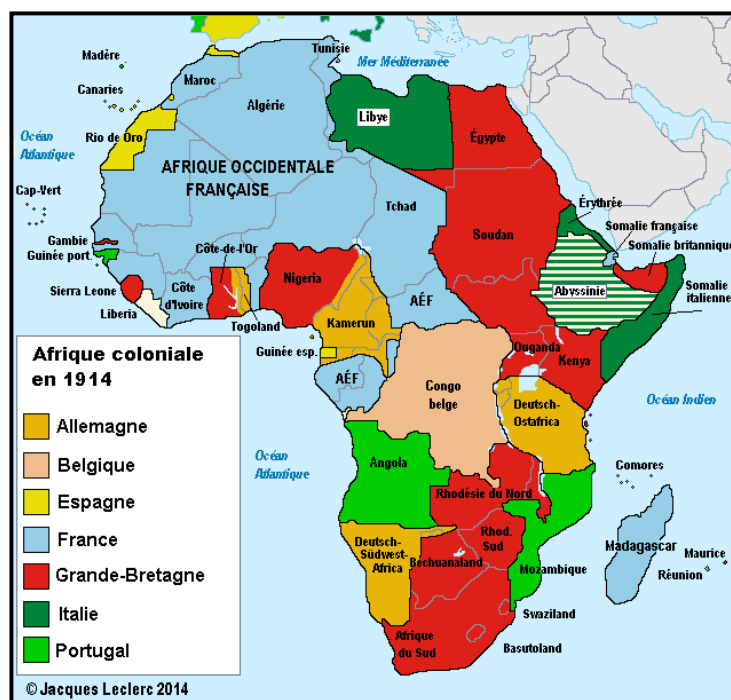 Madère
Tunisie
Mer Méditerranée
Maroc
Canaries
Algérie
Libye
Égypte
Océan
Atlantique
Rio de Oro
AFRIQUE OCCIDENTALE
FRANÇAISE
Cap-Vert
Tchad
Érythrée
Soudan
Somalie française
Somalie britannique
Gambie
Guinée port.
Côte-de-l'Or
Nigeria
Abyssinie
Somalie
italienne
Sierra Leone
Côte
d'Ivoire
AÉF
Liberia
Togoland
Kamerun
Guinée esp.
Ouganda
Kenya
AÉF
Congo
belge
Deutsch-
Ostafrica
Océan Indien
Océan
Atlantique
Angola
Comores
Rhodésie du Nord
Deutsch-
Südwest-
Africa
Rhod.
Sud
Bechuanaland
Mozambique
Madagascar
Maurice
Réunion
Swaziland
Afrique
du Sud
Basutoland
Afrique coloniale
en 1914
Allemagne
Belgique
Espagne
France
Grande-Bretagne
Italie
Portugal
© Jacques Leclerc 2014